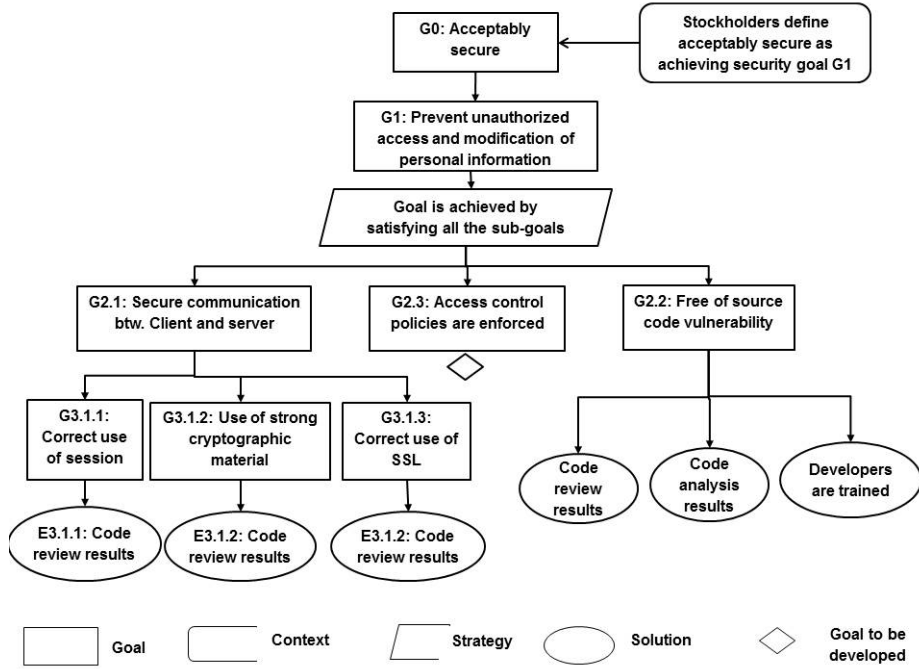 G0: Acceptably
secure
Stockholders define
acceptably secure as
achieving security goal G1
G1: Prevent unauthorized
access and modification of
personal information
Goal is achieved by
satisfying all the sub-goals
G2.1: Secure communication
btw. Client and server
G2.3: Access control
policies are enforced
G2.2: Free of source
code vulnerability
G3.1.1:
Correct use
of session
G3.1.2: Use of strong
cryptographic
material
G3.1.3:
Correct use of
SSL
Code
review
results
Code
analysis
results
Developers
are trained
E3.1.1: Code
review results
E3.1.2: Code
review results
E3.1.2: Code
review results
Goal
Context
Strategy
Solution
Goal to be
developed